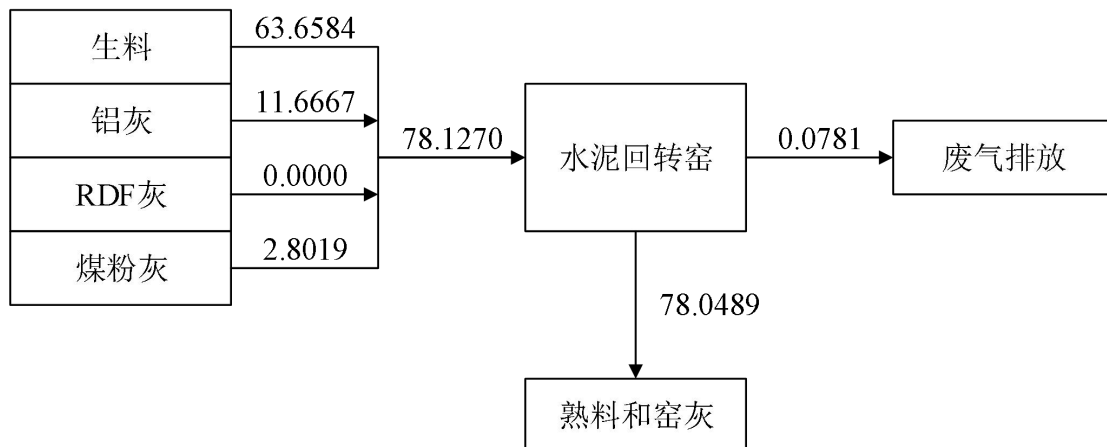 生料
63.6584
铝灰
11.6667
78.1270
水泥回转窑
0.0781
废气排放
RDF灰
0.0000
煤粉灰
2.8019
78.0489
熟料和窑灰